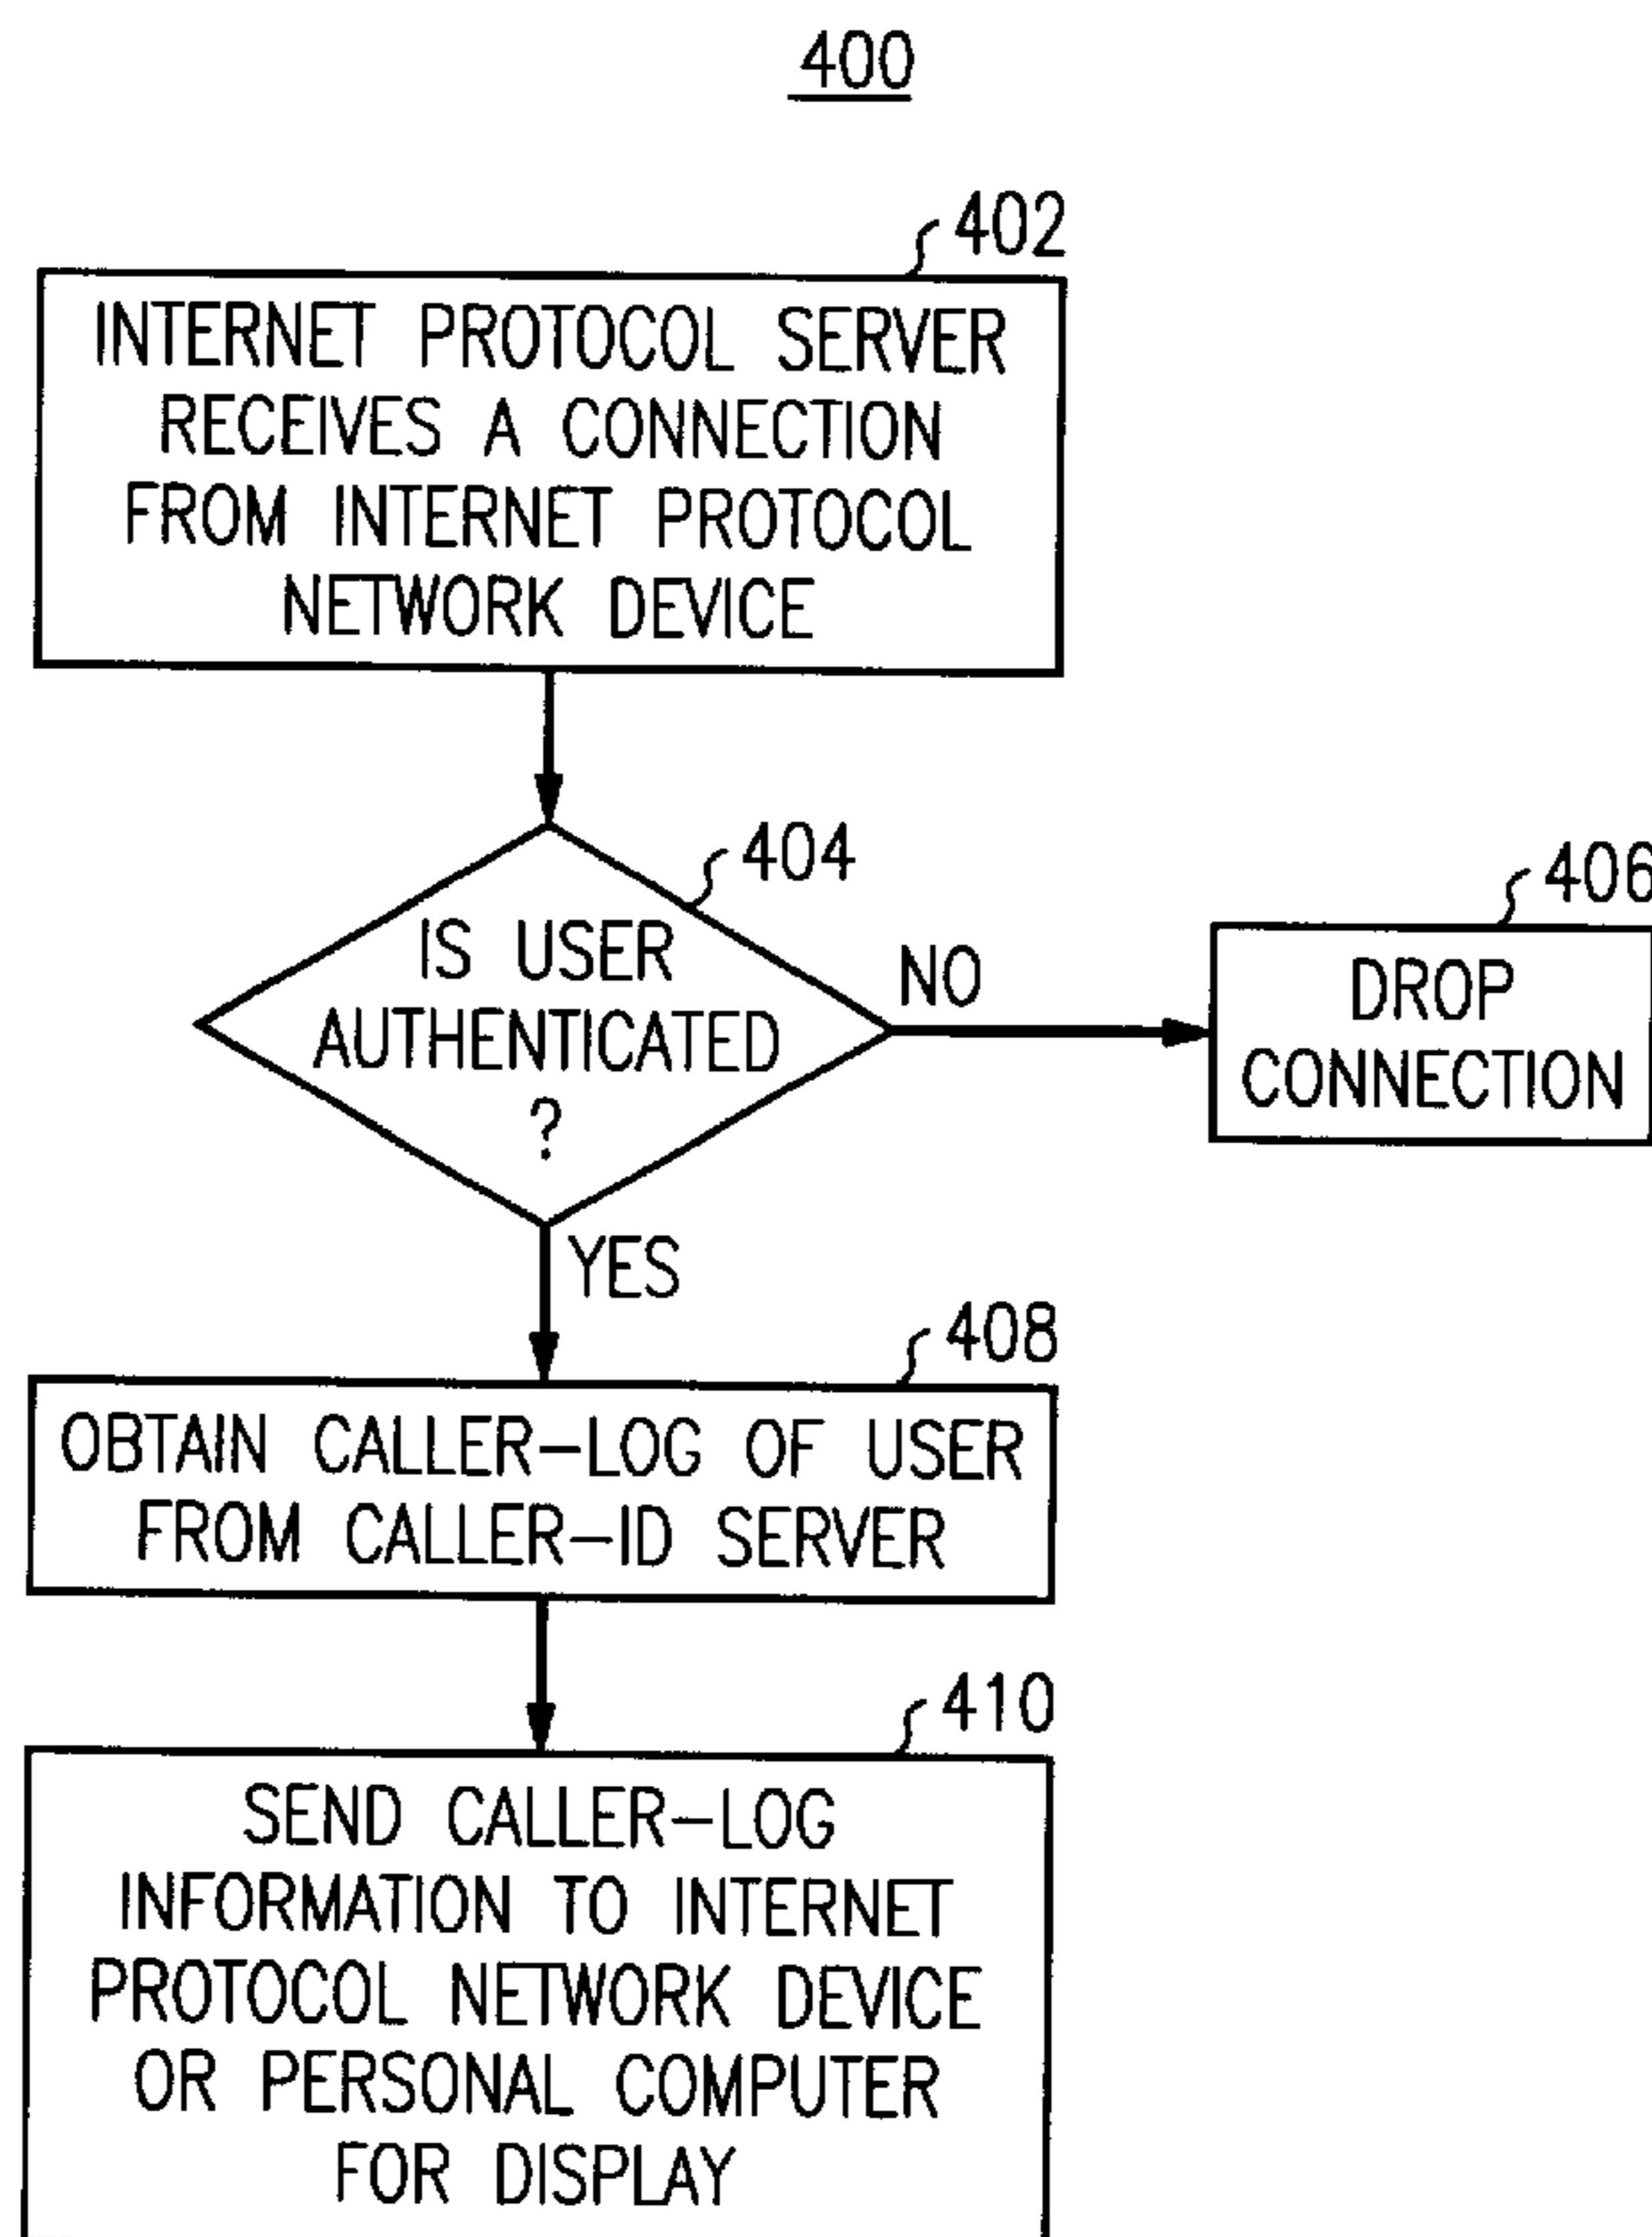 400
402
INTERNET PROTOCOL SERVER
RECEIVES A CONNECTION
FROM INTERNET PROTOCOL
NETWORK DEVICE
404
IS USER
AUTHENTICATED
?
NO
406
DROP
CONNECTION
YES
408
OBTAIN CALLER-LOG OF USER
FROM CALLER-ID SERVER
410
SEND CALLER-LOG
INFORMATION TO INTERNET
PROTOCOL NETWORK DEVICE
OR PERSONAL COMPUTER
FOR DISPLAY